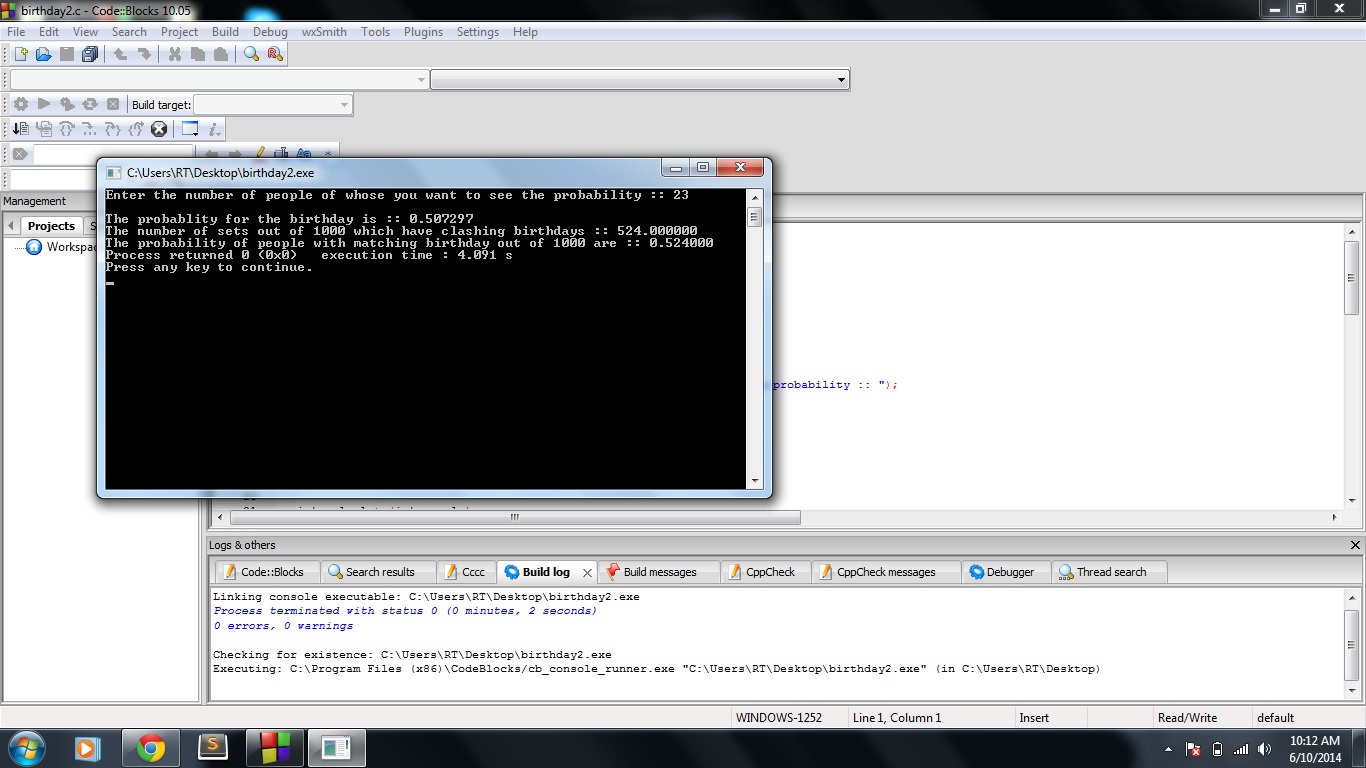 birthday2.c - Code::Blocks 10.05
File Edit View Search Project Build Debug wxSmith Tools Plugins Settings Help
Build target:
C:\Users\RT\Desktop\birthday2.exe
Enter the number of people of whose you want to see the probability :: 23
The probablity for the birthday is :: 0.507297
The number of sets out of 1000 which have clashing birthdays :: 524.000000
The probability of people with matching birthday out of 1000 are :: 0.524000
Process returned 0 (0x0) execution time : 4.091 s
Press any key to continue.
Management
Projects S
Workspac
probability :: ");
Logs & others
Code::Blocks Search results Cccc Build log Build messages CppCheck CppCheck messages Debugger Thread search
Linking console executable: C:\Users\RT\Desktop\birthday2.exe
Process terminated with status 0 (0 minutes, 2 seconds)
0 errors, 0 warnings
Checking for existence: C:\Users\RT\Desktop\birthday2.exe
Executing: C:\Program Files (x86)\CodeBlocks/cb_console_runner.exe "C:\Users\RT\Desktop\birthday2.exe" (in C:\Users\RT\Desktop)
WINDOWS-1252 Line 1, Column 1 Insert Read/Write default
10:12 AM
6/10/2014